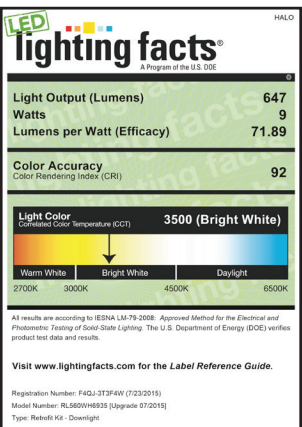 HALO
LED
lighting facts®
A Program of the U.S. DOE
Light Output (Lumens) 647
Watts 9
Lumens per Watt (Efficacy) 71.89
Color Accuracy
Color Rendering Index (CRI) 92
Light Color
Correlated Color Temperature (CCT) 3500 (Bright White)
Warm White Bright White Daylight
2700K 3000K 4500K 6500K
All results are according to IESNA LM-79-2008: Approved Method for the Electrical and
Photometric Testing of Solid-State Lighting. The U.S. Department of Energy (DOE) verifies
product test data and results.
Visit www.lightingfacts.com for the Label Reference Guide.
Registration Number: F4QJ-3T3F4W (7/23/2015)
Model Number: RL560WH6935 [Upgrade 07/2015]
Type: Retrofit Kit - Downlight